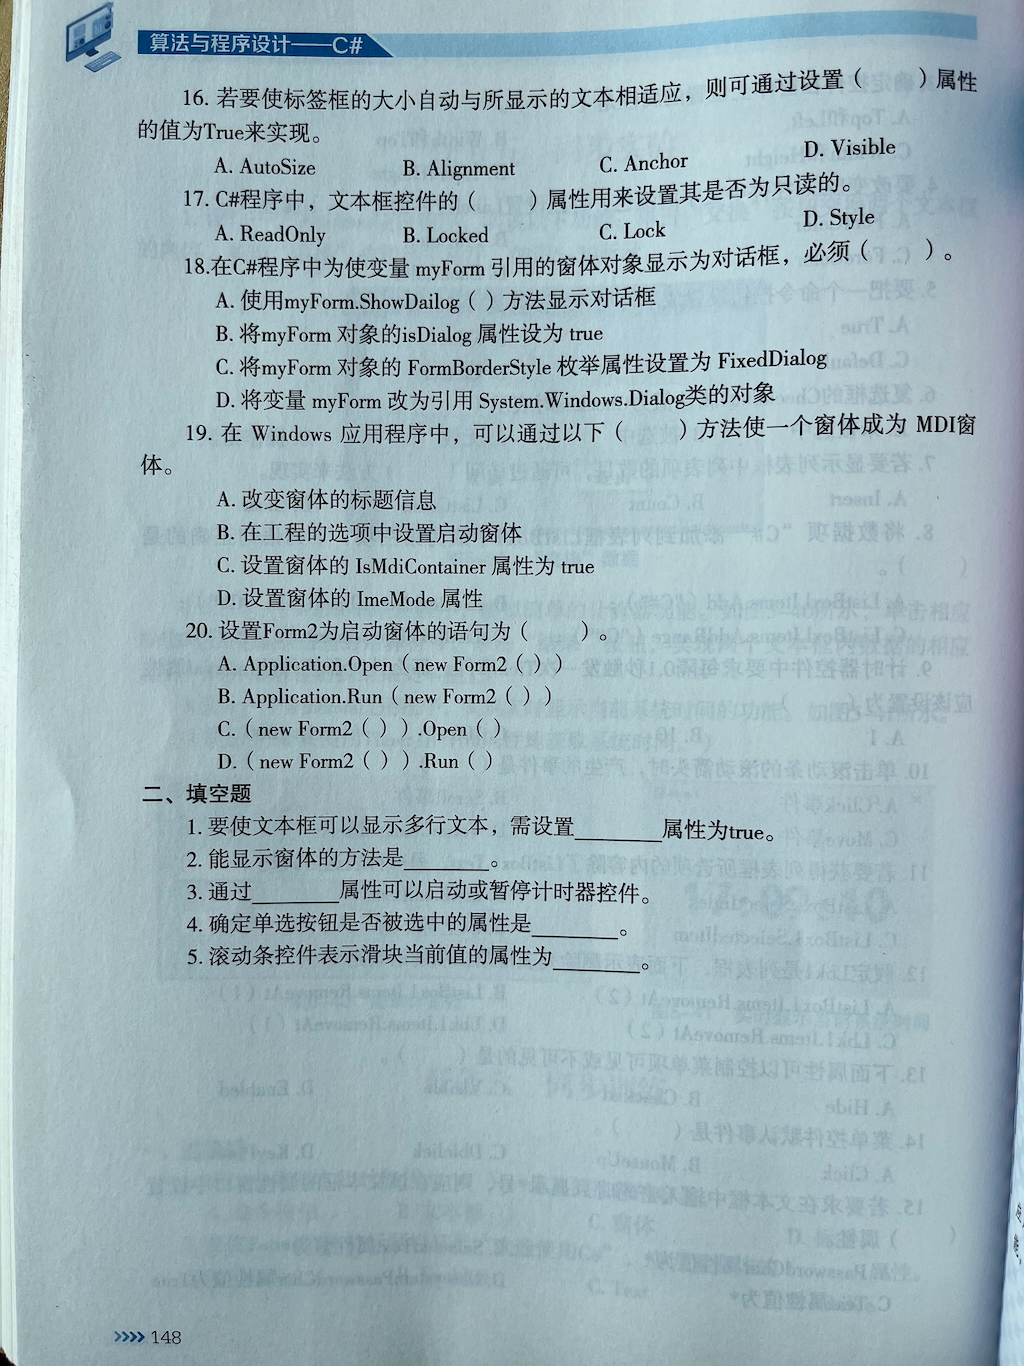 算法与程序设计——C#
16. 若要使标签框的大小自动与所显示的文本相适应，则可通过设置（　　）属性
的值为True来实现。
A. AutoSize　B. Alignment　C. Anchor　D. Visible
17. C#程序中，文本框控件的（　　）属性用来设置其是否为只读的。
A. ReadOnly　B. Locked　C. Lock　D. Style
18.在C#程序中为使变量 myForm 引用的窗体对象显示为对话框，必须（　　）。
A. 使用myForm.ShowDailog（）方法显示对话框
B. 将myForm 对象的isDialog 属性设为 true
C. 将myForm 对象的 FormBorderStyle 枚举属性设置为 FixedDialog
D. 将变量 myForm 改为引用 System.Windows.Dialog类的对象
19. 在 Windows 应用程序中，可以通过以下（　　）方法使一个窗体成为 MDI窗
体。
A. 改变窗体的标题信息
B. 在工程的选项中设置启动窗体
C. 设置窗体的 IsMdiContainer 属性为 true
D. 设置窗体的 ImeMode 属性
20. 设置Form2为启动窗体的语句为（　　）。
A. Application.Open（new Form2（））
B. Application.Run（new Form2（））
C.（new Form2（））.Open（）
D.（new Form2（））.Run（）
二、填空题
1. 要使文本框可以显示多行文本，需设置________属性为true。
2. 能显示窗体的方法是________。
3. 通过________属性可以启动或暂停计时器控件。
4. 确定单选按钮是否被选中的属性是________。
5. 滚动条控件表示滑块当前值的属性为________。
>>>> 148